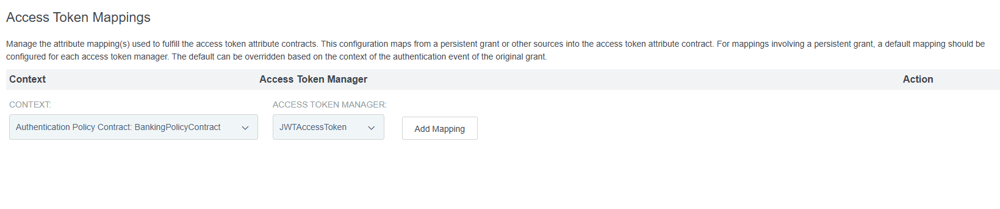 Access Token Mappings
Manage the attribute mapping(s) used to fulfill the access token attribute contracts. This configuration maps from a persistent grant or other sources into the access token attribute contract. For mappings involving a persistent grant, a default mapping should be
configured for each access token manager. The default can be overridden based on the context of the authentication event of the original grant.
Context Access Token Manager Action
CONTEXT: ACCESS TOKEN MANAGER:
Authentication Policy Contract: BankingPolicyContract JWTAccessToken Add Mapping